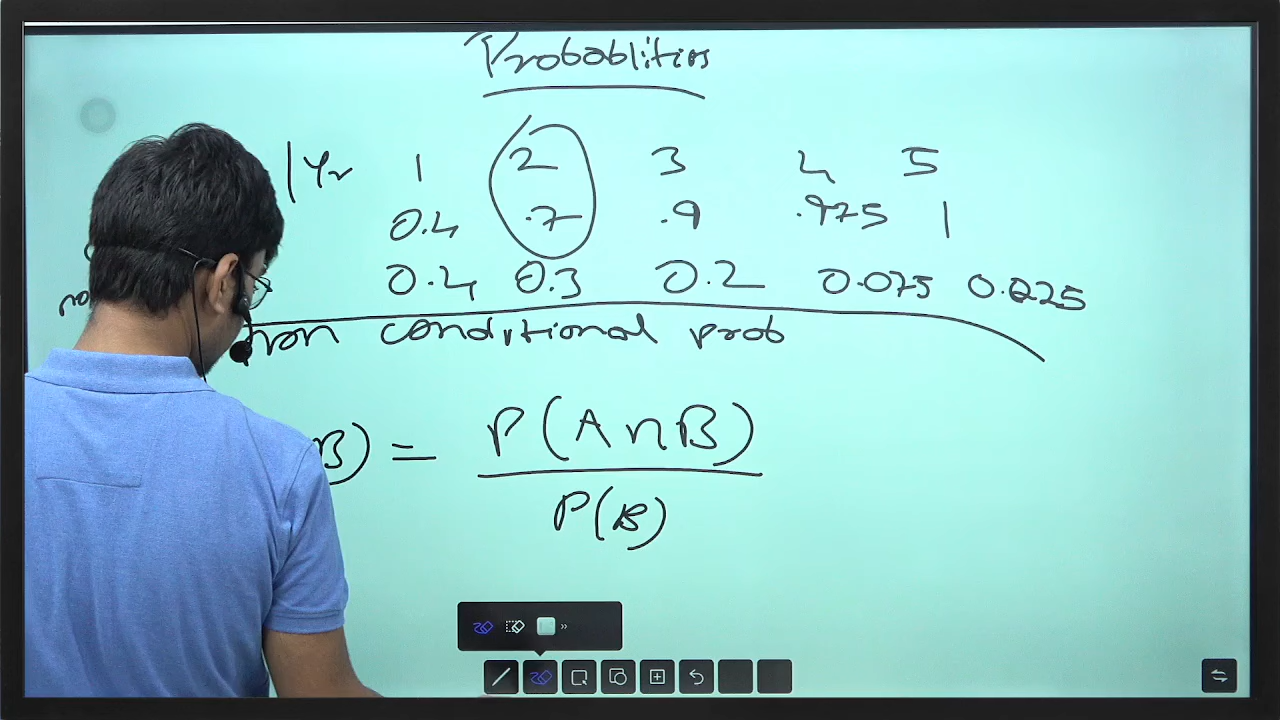 Probablities
Yr 1 2 3 4 5
0.4 .7 .9 .975 1
0.4 0.3 0.2 0.075 0.025
non conditional prob
B) = P(A∩B)
P(B)